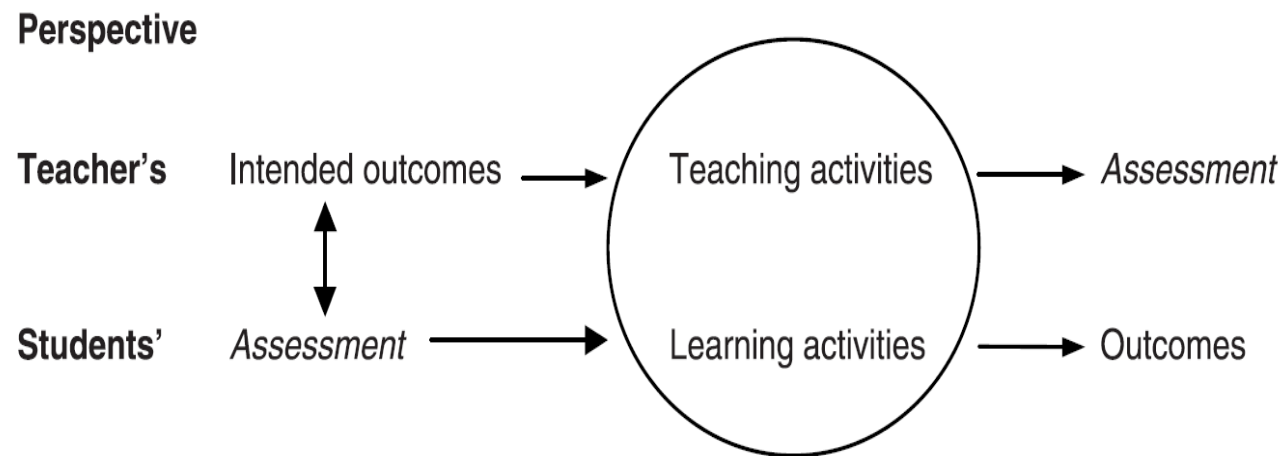 Perspective
Teacher’s Intended outcomes Teaching activities Assessment
Students’ Assessment Learning activities Outcomes